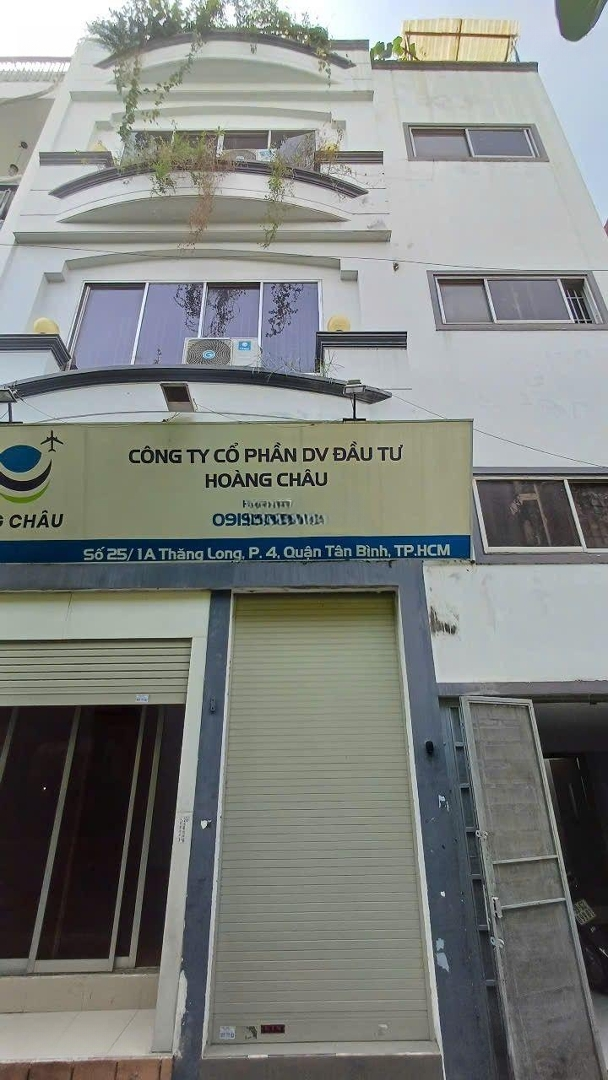 CÔNG TY CỔ PHẦN DV ĐẦU TƯ
HOÀNG CHÂU
G CHÂU
Số 25/1A Thăng Long, P. 4, Quận Tân Bình, TP.HCM